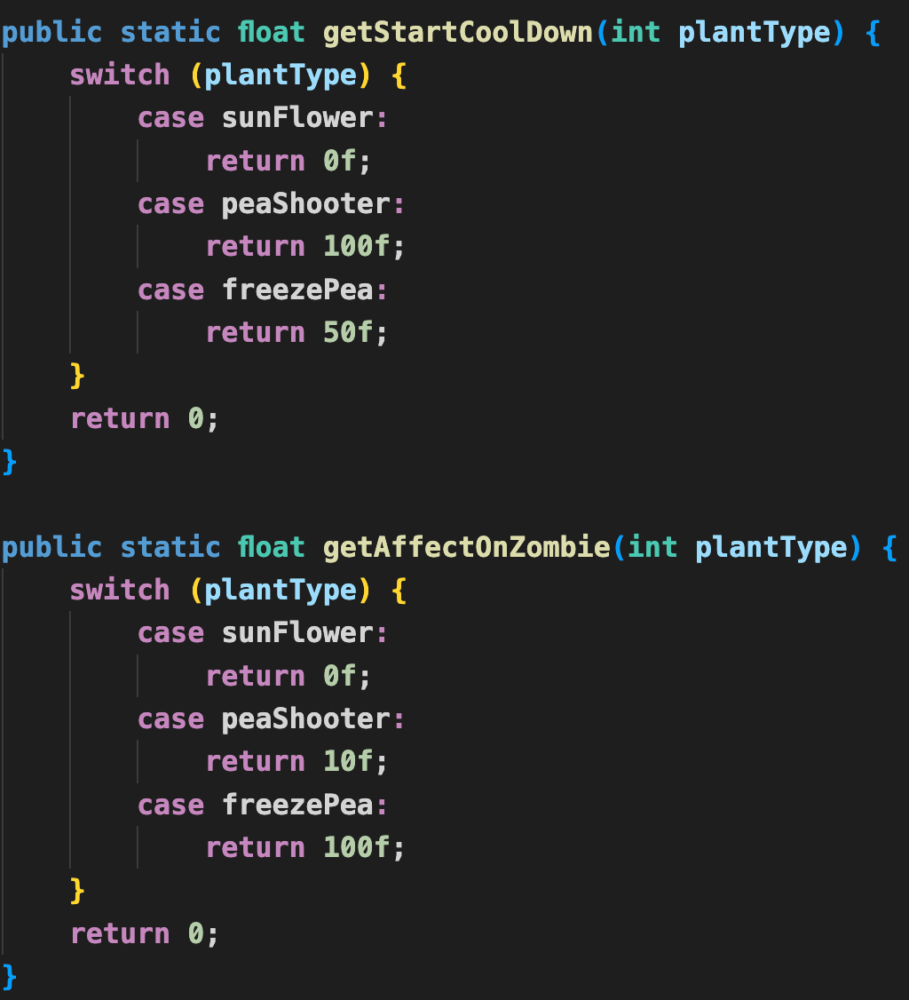 public static float getStartCoolDown(int plantType) {
    switch (plantType) {
        case sunFlower:
            return 0f;
        case peaShooter:
            return 100f;
        case freezePea:
            return 50f;
    }
    return 0;
}

public static float getAffectOnZombie(int plantType) {
    switch (plantType) {
        case sunFlower:
            return 0f;
        case peaShooter:
            return 10f;
        case freezePea:
            return 100f;
    }
    return 0;
}